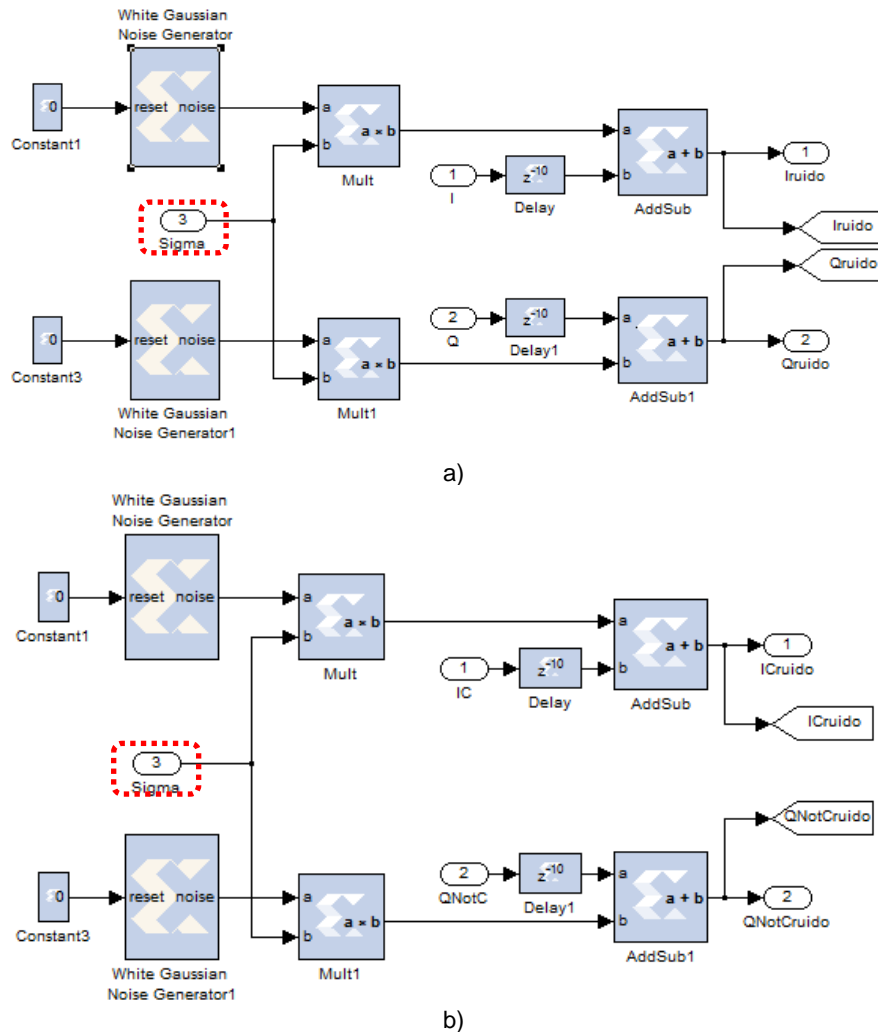 White Gaussian
Noise Generator
0
reset noise
Constant1
a
b
a × b
Mult
1
I
z⁻¹⁰
Delay
a
b
a + b
AddSub
1
Iruido
Iruido
3
Sigma
Qruido
0
reset noise
Constant3
White Gaussian
Noise Generator1
a
b
a × b
Mult1
2
Q
z⁻¹⁰
Delay1
a
b
a + b
AddSub1
2
Qruido
a)
White Gaussian
Noise Generator
0
reset noise
Constant1
a
b
a × b
Mult
1
IC
z⁻¹⁰
Delay
a
b
a + b
AddSub
1
ICruido
ICruido
3
Sigma
QNotCruido
0
reset noise
Constant3
White Gaussian
Noise Generator1
a
b
a × b
Mult1
2
QNotC
z⁻¹⁰
Delay1
a
b
a + b
AddSub1
2
QNotCruido
b)